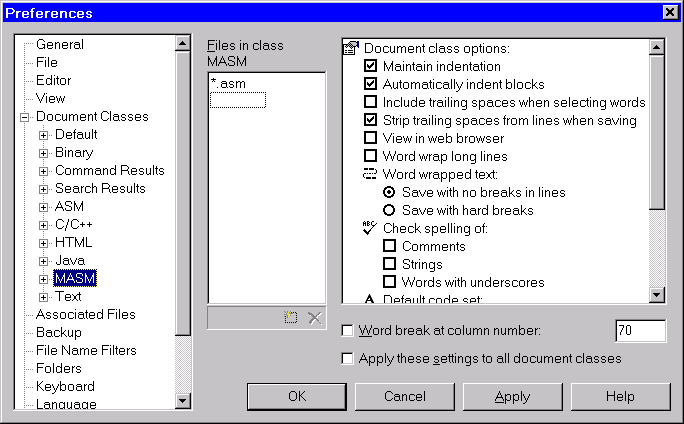 Preferences
General
File
Editor
View
Document Classes
Default
Binary
Command Results
Search Results
ASM
C/C++
HTML
Java
MASM
Text
Associated Files
Backup
File Name Filters
Folders
Keyboard
Language
Files in class
MASM
*.asm
Document class options:
Maintain indentation
Automatically indent blocks
Include trailing spaces when selecting words
Strip trailing spaces from lines when saving
View in web browser
Word wrap long lines
Word wrapped text:
Save with no breaks in lines
Save with hard breaks
ABC Check spelling of:
Comments
Strings
Words with underscores
A Default code set:
Word break at column number: 70
Apply these settings to all document classes
OK Cancel Apply Help